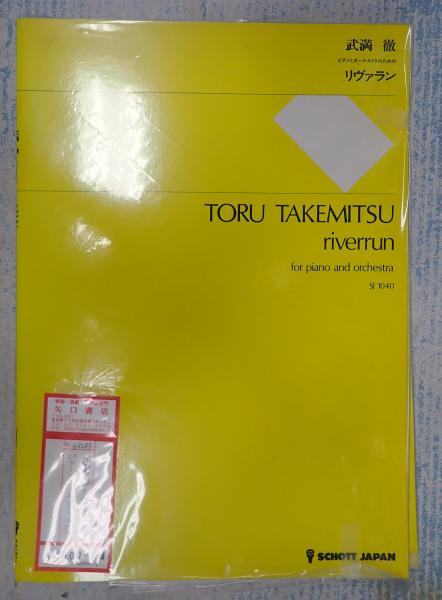 武満 徹
ピアノとオーケストラのための
リヴァラン
TORU TAKEMITSU
riverrun
for piano and orchestra
SJ 1040
矢口書店
SCHOTT JAPAN